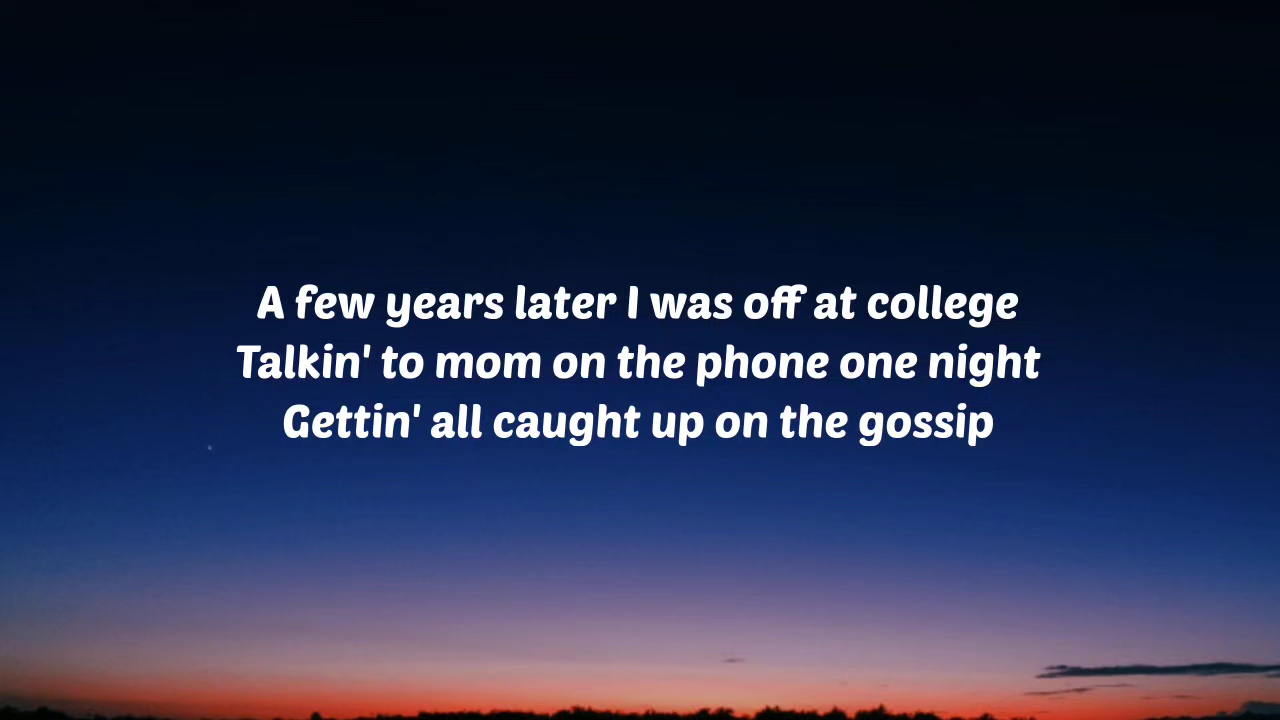 A few years later I was off at college
Talkin' to mom on the phone one night
Gettin' all caught up on the gossip